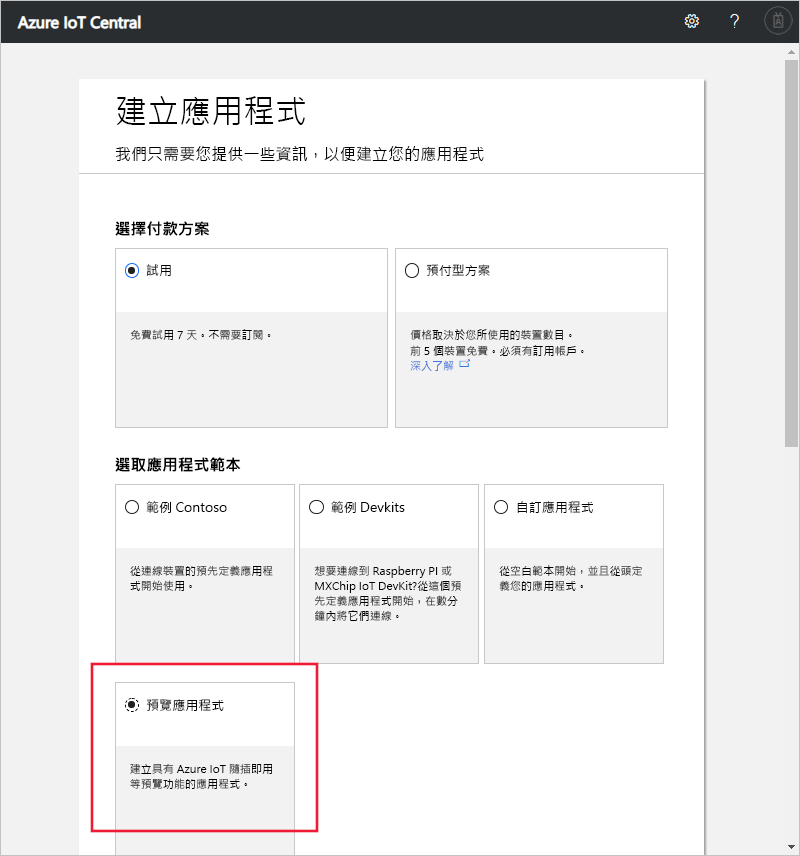 Azure IoT Central
?
建立應用程式
我們只需要您提供一些資訊，以便建立您的應用程式
選擇付款方案
試用
預付型方案
免費試用 7 天。不需要訂閱。
價格取決於您所使用的裝置數目。
前 5 個裝置免費。必須有訂用帳戶。
深入了解
選取應用程式範本
範例 Contoso
範例 Devkits
自訂應用程式
從連線裝置的預先定義應用程
式開始使用。
想要連線到 Raspberry PI 或
MXChip IoT DevKit?從這個預
先定義應用程式開始，在數分
鐘內將它們連線。
從空白範本開始，並且從頭定
義您的應用程式。
預覽應用程式
建立具有 Azure IoT 隨插即用
等預覽功能的應用程式。